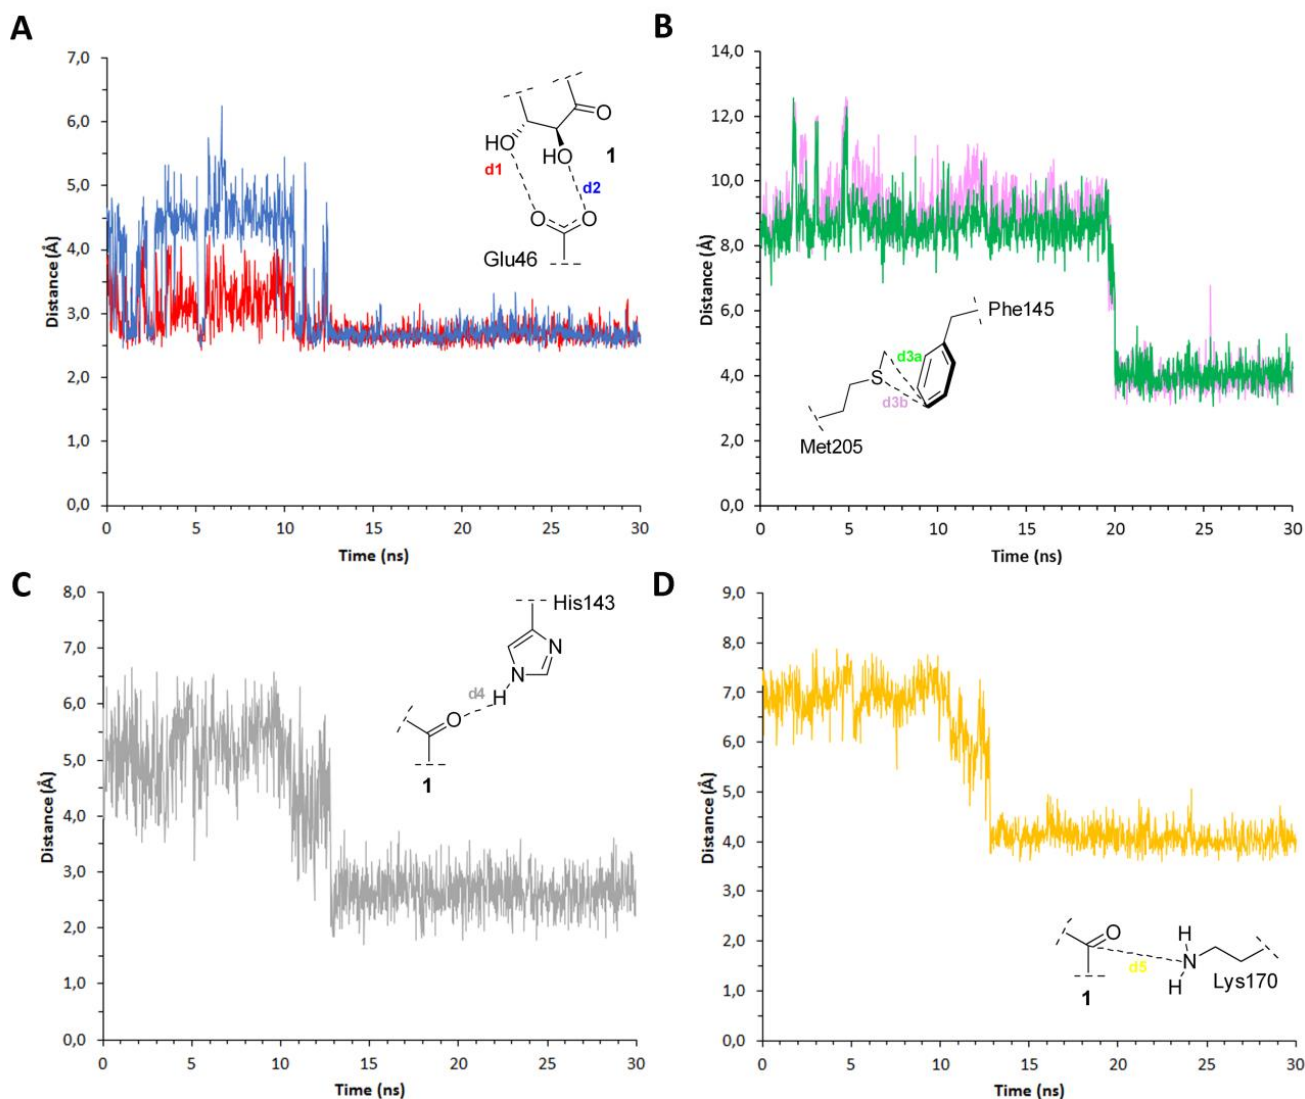 A
7,0
6,0
5,0
4,0
3,0
2,0
1,0
0,0
Distance (Å)
0 5 10 15 20 25 30
Time (ns)
O
HO
HO
1
d1
d2
O O
Glu46
B
14,0
12,0
10,0
8,0
6,0
4,0
2,0
0,0
Distance (Å)
0 5 10 15 20 25 30
Time (ns)
Phe145
d3a
S
d3b
Met205
C
8,0
7,0
6,0
5,0
4,0
3,0
2,0
1,0
0,0
Distance (Å)
0 5 10 15 20 25 30
Time (ns)
His143
N
N
H
d4
O
1
D
9,0
8,0
7,0
6,0
5,0
4,0
3,0
2,0
1,0
0,0
Distance (Å)
0 5 10 15 20 25 30
Time (ns)
O
H
N
H
d5
Lys170
1